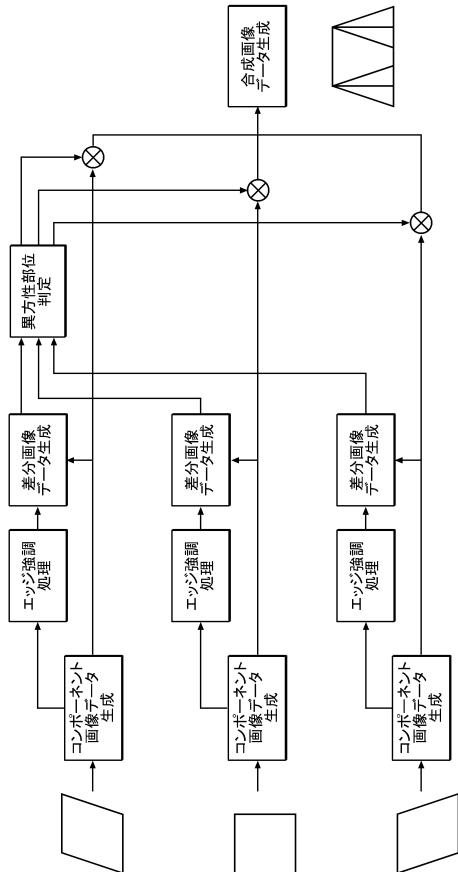 コンポーネント
画像データ
生成
エッジ強調
処理
差分画像
データ生成
異方性部位
判定
コンポーネント
画像データ
生成
エッジ強調
処理
差分画像
データ生成
合成画像
データ生成
コンポーネント
画像データ
生成
エッジ強調
処理
差分画像
データ生成